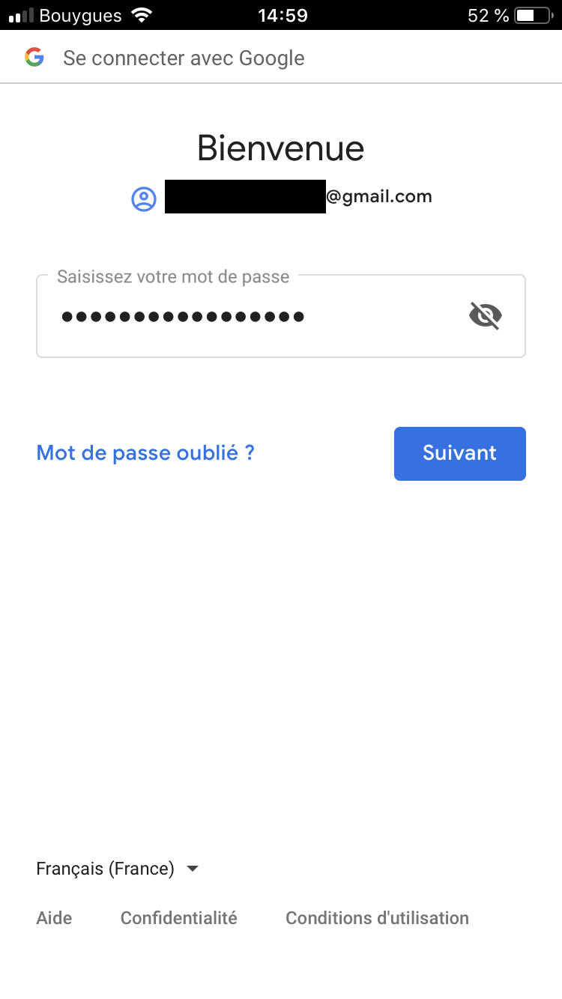 Bouygues 14:59 52 %
Se connecter avec Google
Bienvenue
@gmail.com
Saisissez votre mot de passe
•••••••••••••••••
Mot de passe oublié ?
Suivant
Français (France)
Aide Confidentialité Conditions d'utilisation